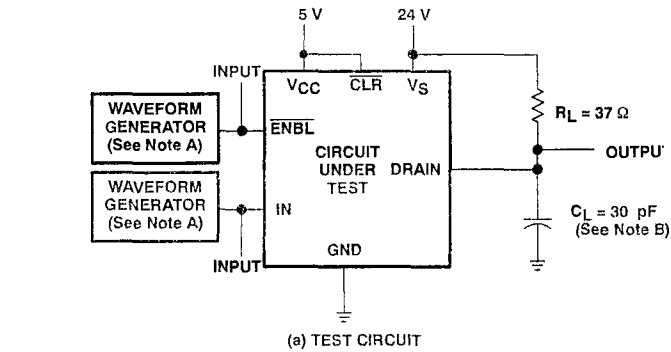 5 V
24 V
INPUT
VCC
CLR
VS
WAVEFORM
GENERATOR
(See Note A)
ENBL
RL = 37 Ω
CIRCUIT
UNDER
TEST
DRAIN
OUTPU
WAVEFORM
GENERATOR
(See Note A)
IN
CL = 30 pF
(See Note B)
GND
INPUT
(a) TEST CIRCUIT